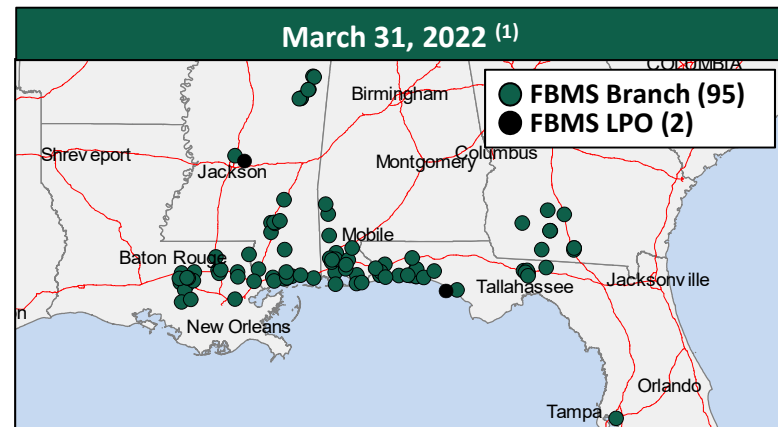 March 31, 2022 (1)
COLUMBIA
FBMS Branch (95)
FBMS LPO (2)
Birmingham
Shreveport
Jackson
Montgomery
Columbus
Mobile
Baton Rouge
Tallahassee
Jacksonville
New Orleans
Orlando
Tampa